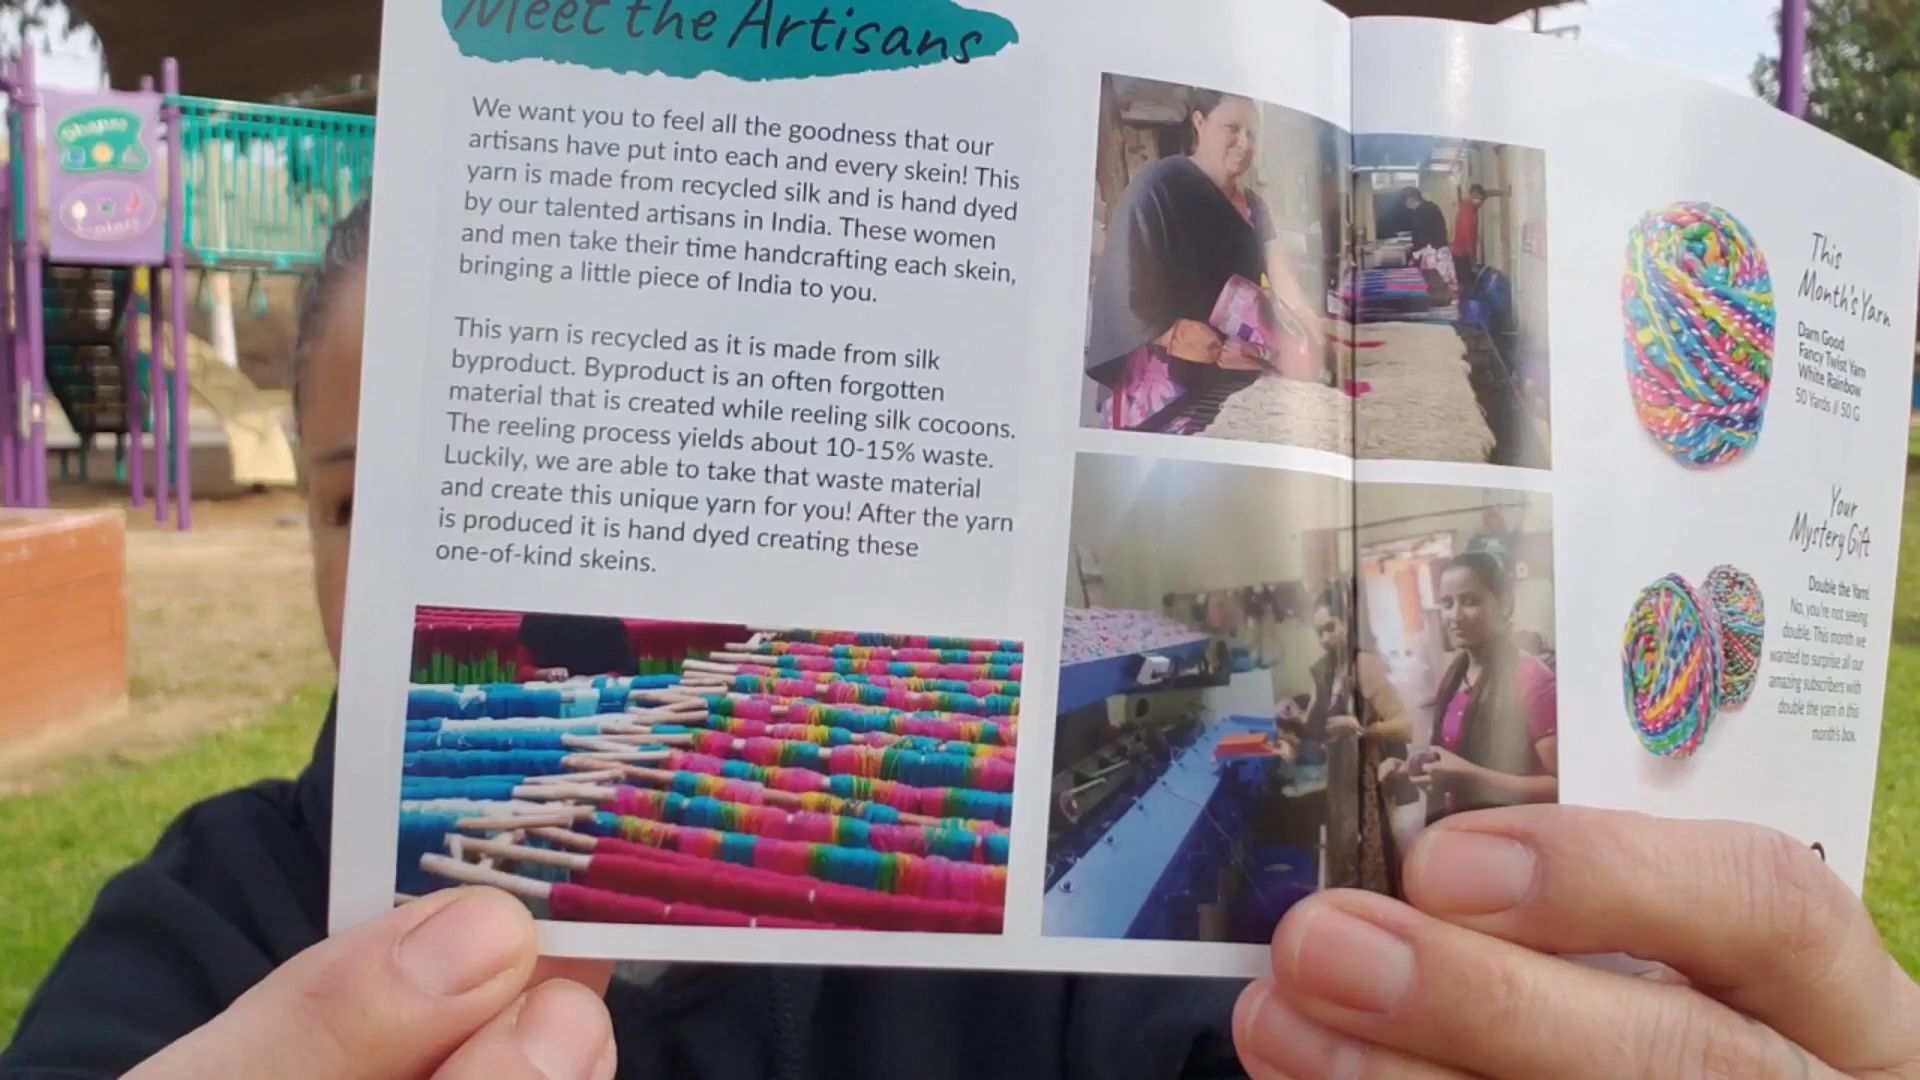 Meet the Artisans
We want you to feel all the goodness that our
artisans have put into each and every skein! This
yarn is made from recycled silk and is hand dyed
by our talented artisans in India. These women
and men take their time handcrafting each skein,
bringing a little piece of India to you.
This yarn is recycled as it is made from silk
byproduct. Byproduct is an often forgotten
material that is created while reeling silk cocoons.
The reeling process yields about 10-15% waste.
Luckily, we are able to take that waste material
and create this unique yarn for you! After the yarn
is produced it is hand dyed creating these
one-of-kind skeins.
This
Month's Yarn
Darn Good
Fancy Twist Yarn
White Rainbow
50 Yards // 50 G
Your
Mystery Gift
Double the Yarn!
No, you're not seeing
double. This month we
wanted to surprise all our
amazing subscribers with
double the yarn in this
month's box.
Shapes